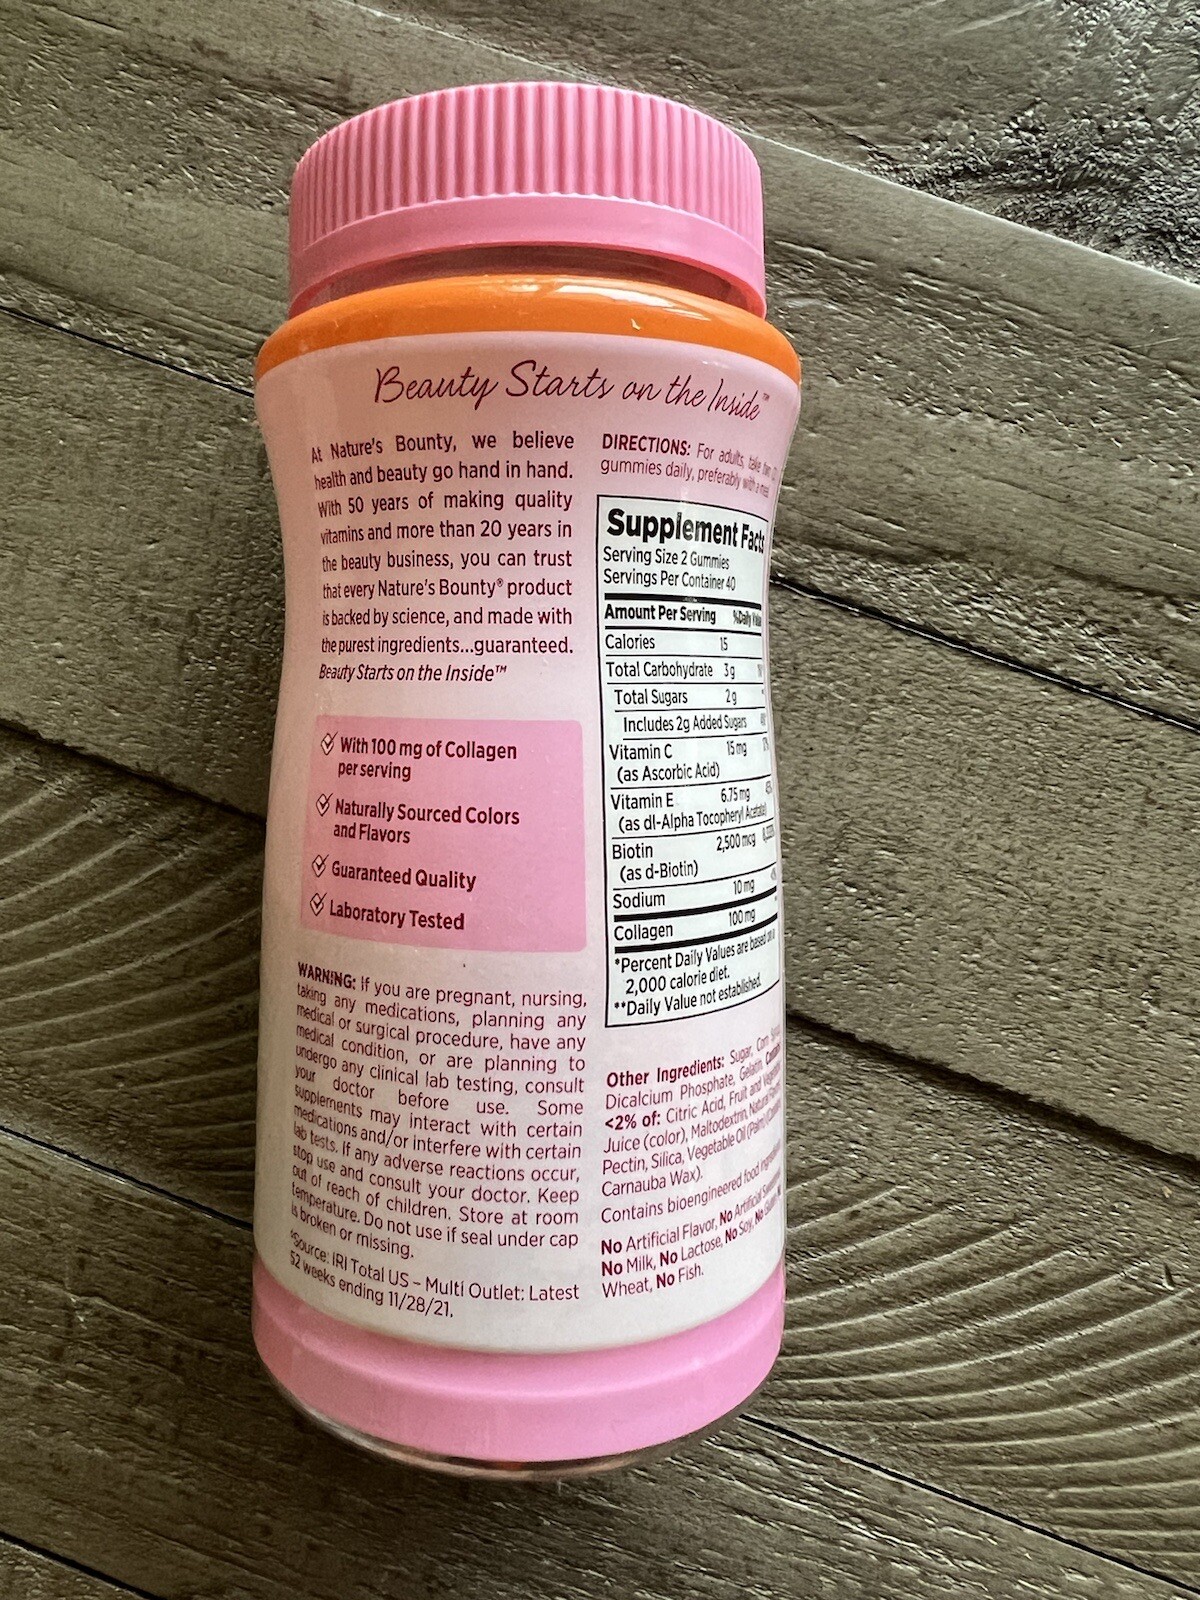 Beauty Starts on the Inside™
At Nature's Bounty, we believe
health and beauty go hand in hand.
With 50 years of making quality
vitamins and more than 20 years in
the beauty business, you can trust
that every Nature's Bounty® product
is backed by science, and made with
the purest ingredients...guaranteed.
Beauty Starts on the Inside™
With 100 mg of Collagen
per serving
Naturally Sourced Colors
and Flavors
Guaranteed Quality
Laboratory Tested
WARNING: If you are pregnant, nursing,
taking any medications, planning any
medical or surgical procedure, have any
medical condition, or are planning to
undergo any clinical lab testing, consult
your doctor before use. Some
supplements may interact with certain
medications and/or interfere with certain
lab tests. If any adverse reactions occur,
stop use and consult your doctor. Keep
out of reach of children. Store at room
temperature. Do not use if seal under cap
is broken or missing.
Source: IRI Total US – Multi Outlet: Latest
52 weeks ending 11/28/21.
DIRECTIONS: For adults, take
gummies daily, preferably with a meal
Supplement Facts
Serving Size 2 Gummies
Servings Per Container 40
Amount Per Serving %Daily
Calories 15
Total Carbohydrate 3 g
Total Sugars 2 g
Includes 2g Added Sugars
Vitamin C 15 mg
(as Ascorbic Acid)
Vitamin E 6.75 mg
(as dl-Alpha Tocopheryl Acetate)
Biotin 2,500 mcg
(as d-Biotin)
Sodium 10 mg
Collagen 100 mg
*Percent Daily Values are based on a
2,000 calorie diet.
**Daily Value not established.
Other Ingredients: Sugar, Corn
Dicalcium Phosphate, Gelatin.
<2% of: Citric Acid, Fruit and
Juice (color), Maltodextrin, Natural
Pectin, Silica, Vegetable Oil (Palm)
Carnauba Wax).
Contains bioengineered food
No Artificial Flavor, No Artificial
No Milk, No Lactose, No Soy, No
Wheat, No Fish.